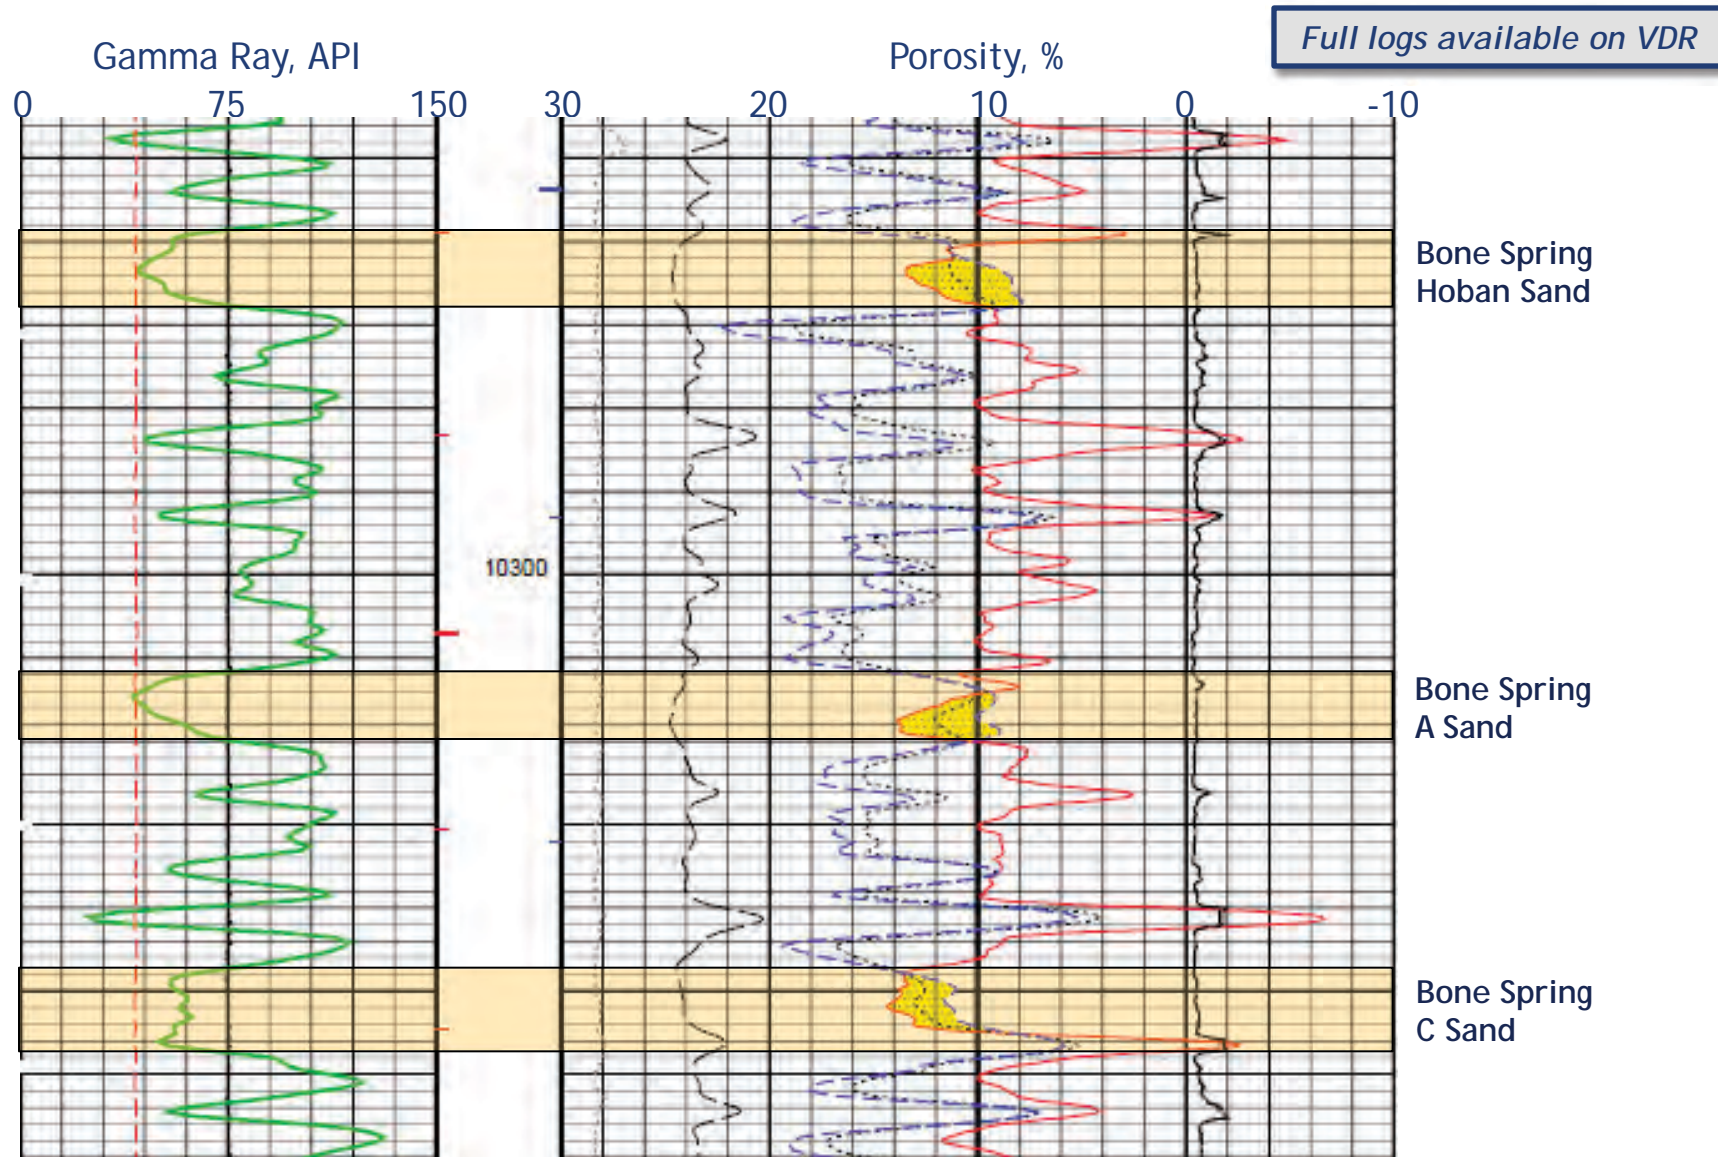 Full logs available on VDR
Gamma Ray, API
Porosity, %
0 75 150 30 20 10 0 -10
Bone Spring
Hoban Sand
10300
Bone Spring
A Sand
Bone Spring
C Sand